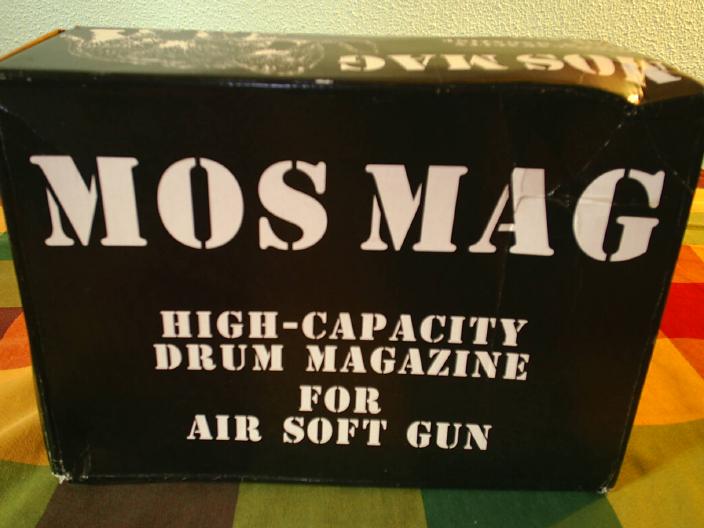 MOS MAG
MOS MAG
HIGH-CAPACITY
DRUM MAGAZINE
FOR
AIR SOFT GUN